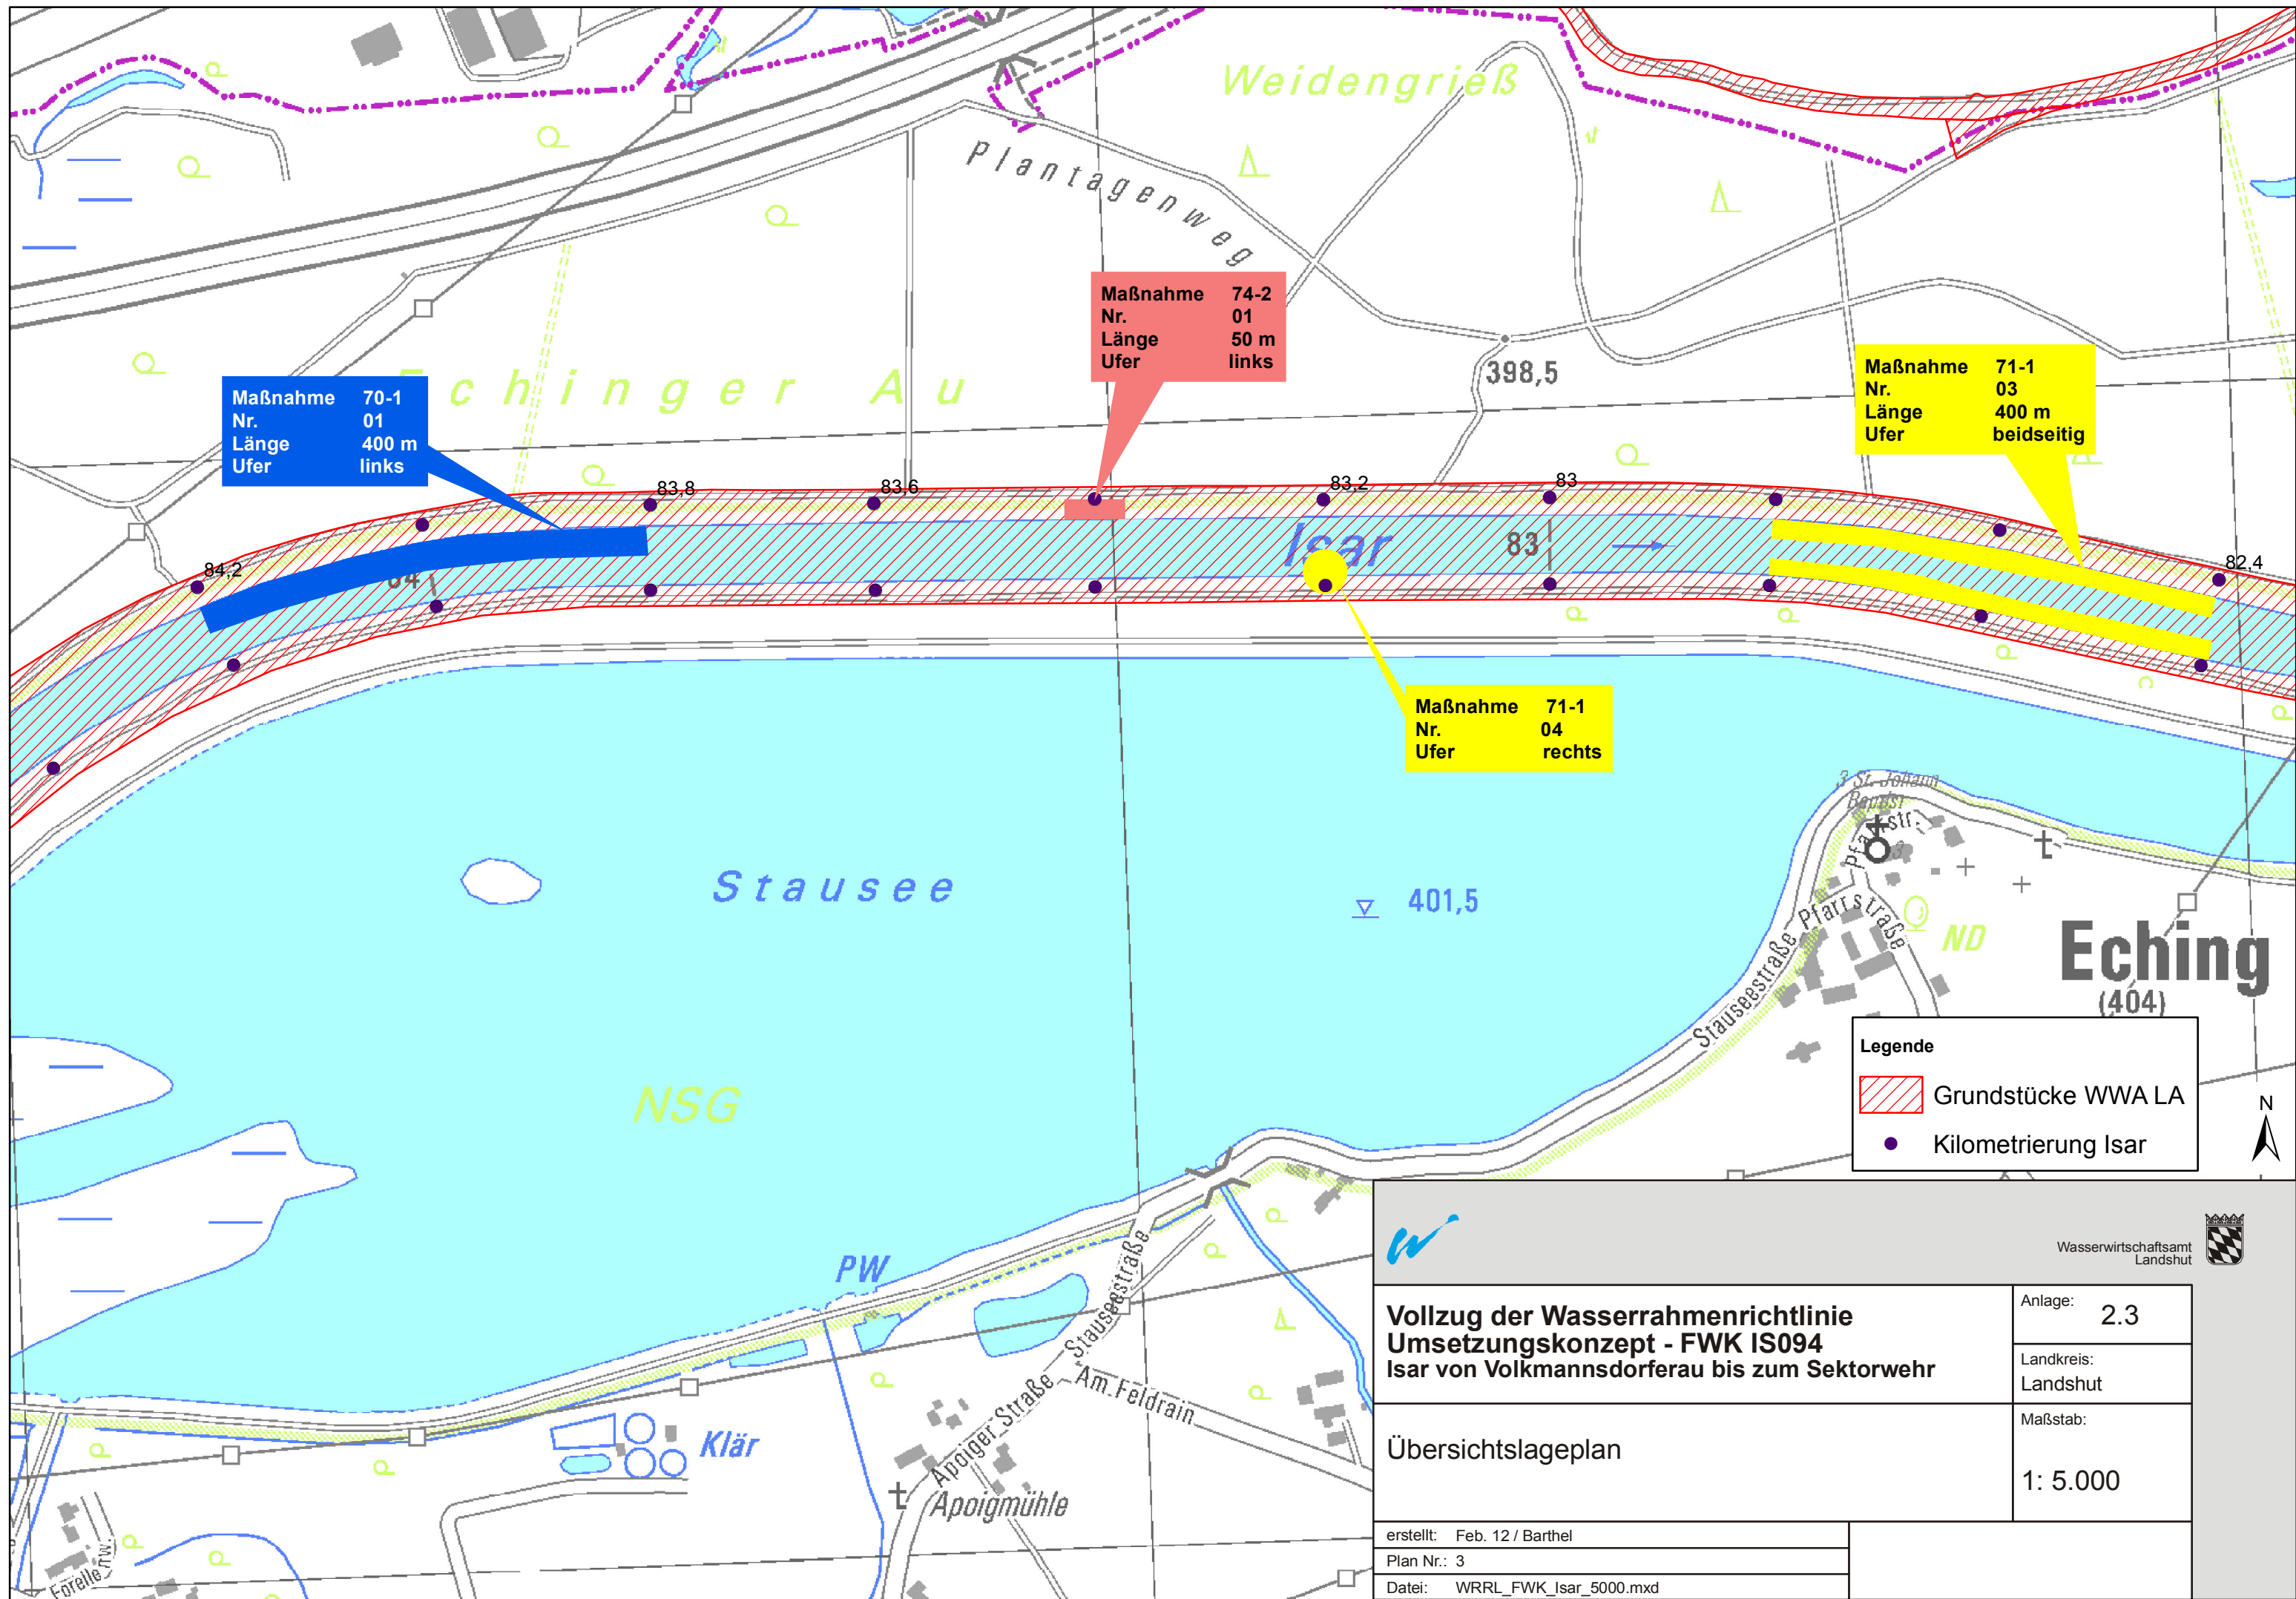 Weidengrieß
Plantagenweg
Maßnahme 74-2
Nr. 01
Länge 50 m
Ufer links
398,5
Maßnahme 71-1
Nr. 03
Länge 400 m
Ufer beidseitig
Echinger Au
Maßnahme 70-1
Nr. 01
Länge 400 m
Ufer links
83,8
83,6
83,2
83
84,2
84
Isar
83
82,4
Maßnahme 71-1
Nr. 04
Ufer rechts
3 St. Johann
Baptist
Pfarrstr.
Stausee
401,5
Pfarrstraße
Stauseestraße
ND
Eching
(404)
NSG
Legende
Grundstücke WWA LA
Kilometrierung Isar
N
PW
Stauseestraße
Am Feldrain
Apoiger Straße
Klär
Apoigmühle
Wasserwirtschaftsamt
Landshut
Vollzug der Wasserrahmenrichtlinie
Umsetzungskonzept - FWK IS094
Isar von Volkmannsdorferau bis zum Sektorwehr
Anlage: 2.3
Landkreis:
Landshut
Übersichtslageplan
Maßstab:
1: 5.000
erstellt: Feb. 12 / Barthel
Plan Nr.: 3
Datei: WRRL_FWK_Isar_5000.mxd